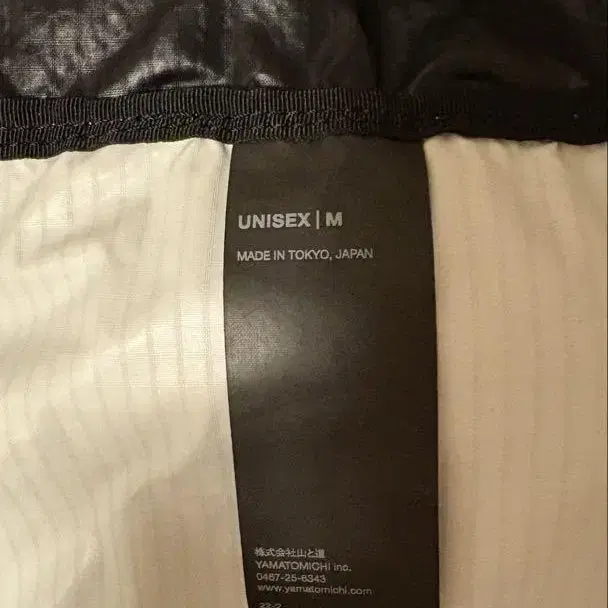 UNISEX | M
MADE IN TOKYO, JAPAN
株式会社山と道
YAMATOMICHI inc.
0467-25-6343
www.yamatomichi.com